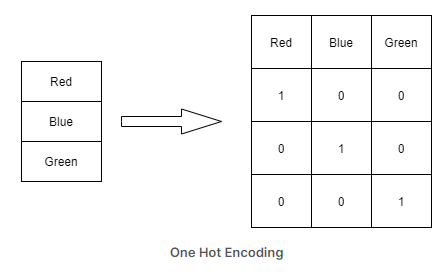 Red
Blue
Green
Red Blue Green
1 0 0
0 1 0
0 0 1
One Hot Encoding